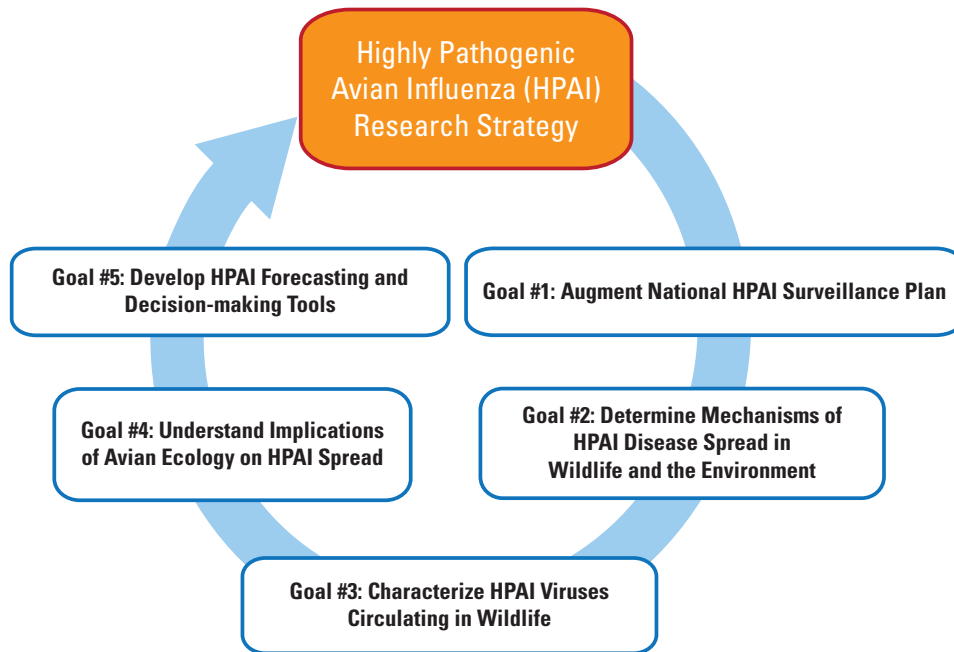 Highly Pathogenic
Avian Influenza (HPAI)
Research Strategy
Goal #1: Augment National HPAI Surveillance Plan
Goal #2: Determine Mechanisms of
HPAI Disease Spread in
Wildlife and the Environment
Goal #3: Characterize HPAI Viruses
Circulating in Wildlife
Goal #4: Understand Implications
of Avian Ecology on HPAI Spread
Goal #5: Develop HPAI Forecasting and
Decision-making Tools